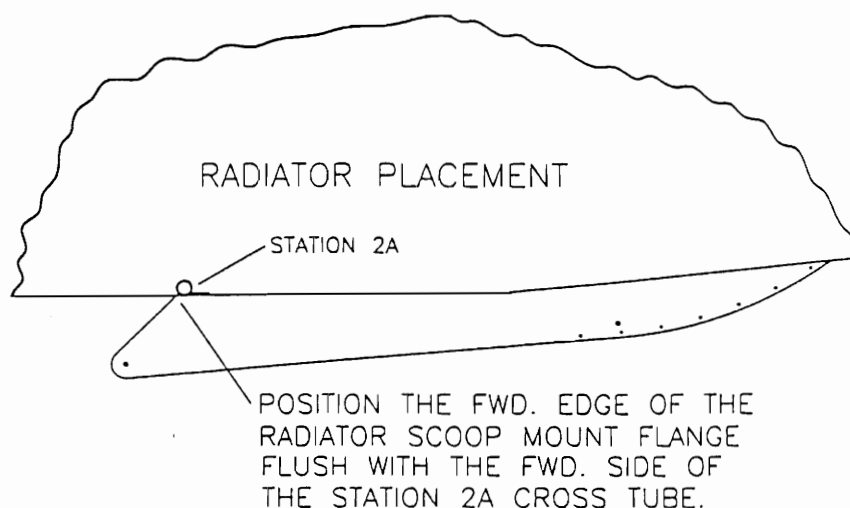 RADIATOR PLACEMENT
STATION 2A
POSITION THE FWD. EDGE OF THE
RADIATOR SCOOP MOUNT FLANGE
FLUSH WITH THE FWD. SIDE OF
THE STATION 2A CROSS TUBE.